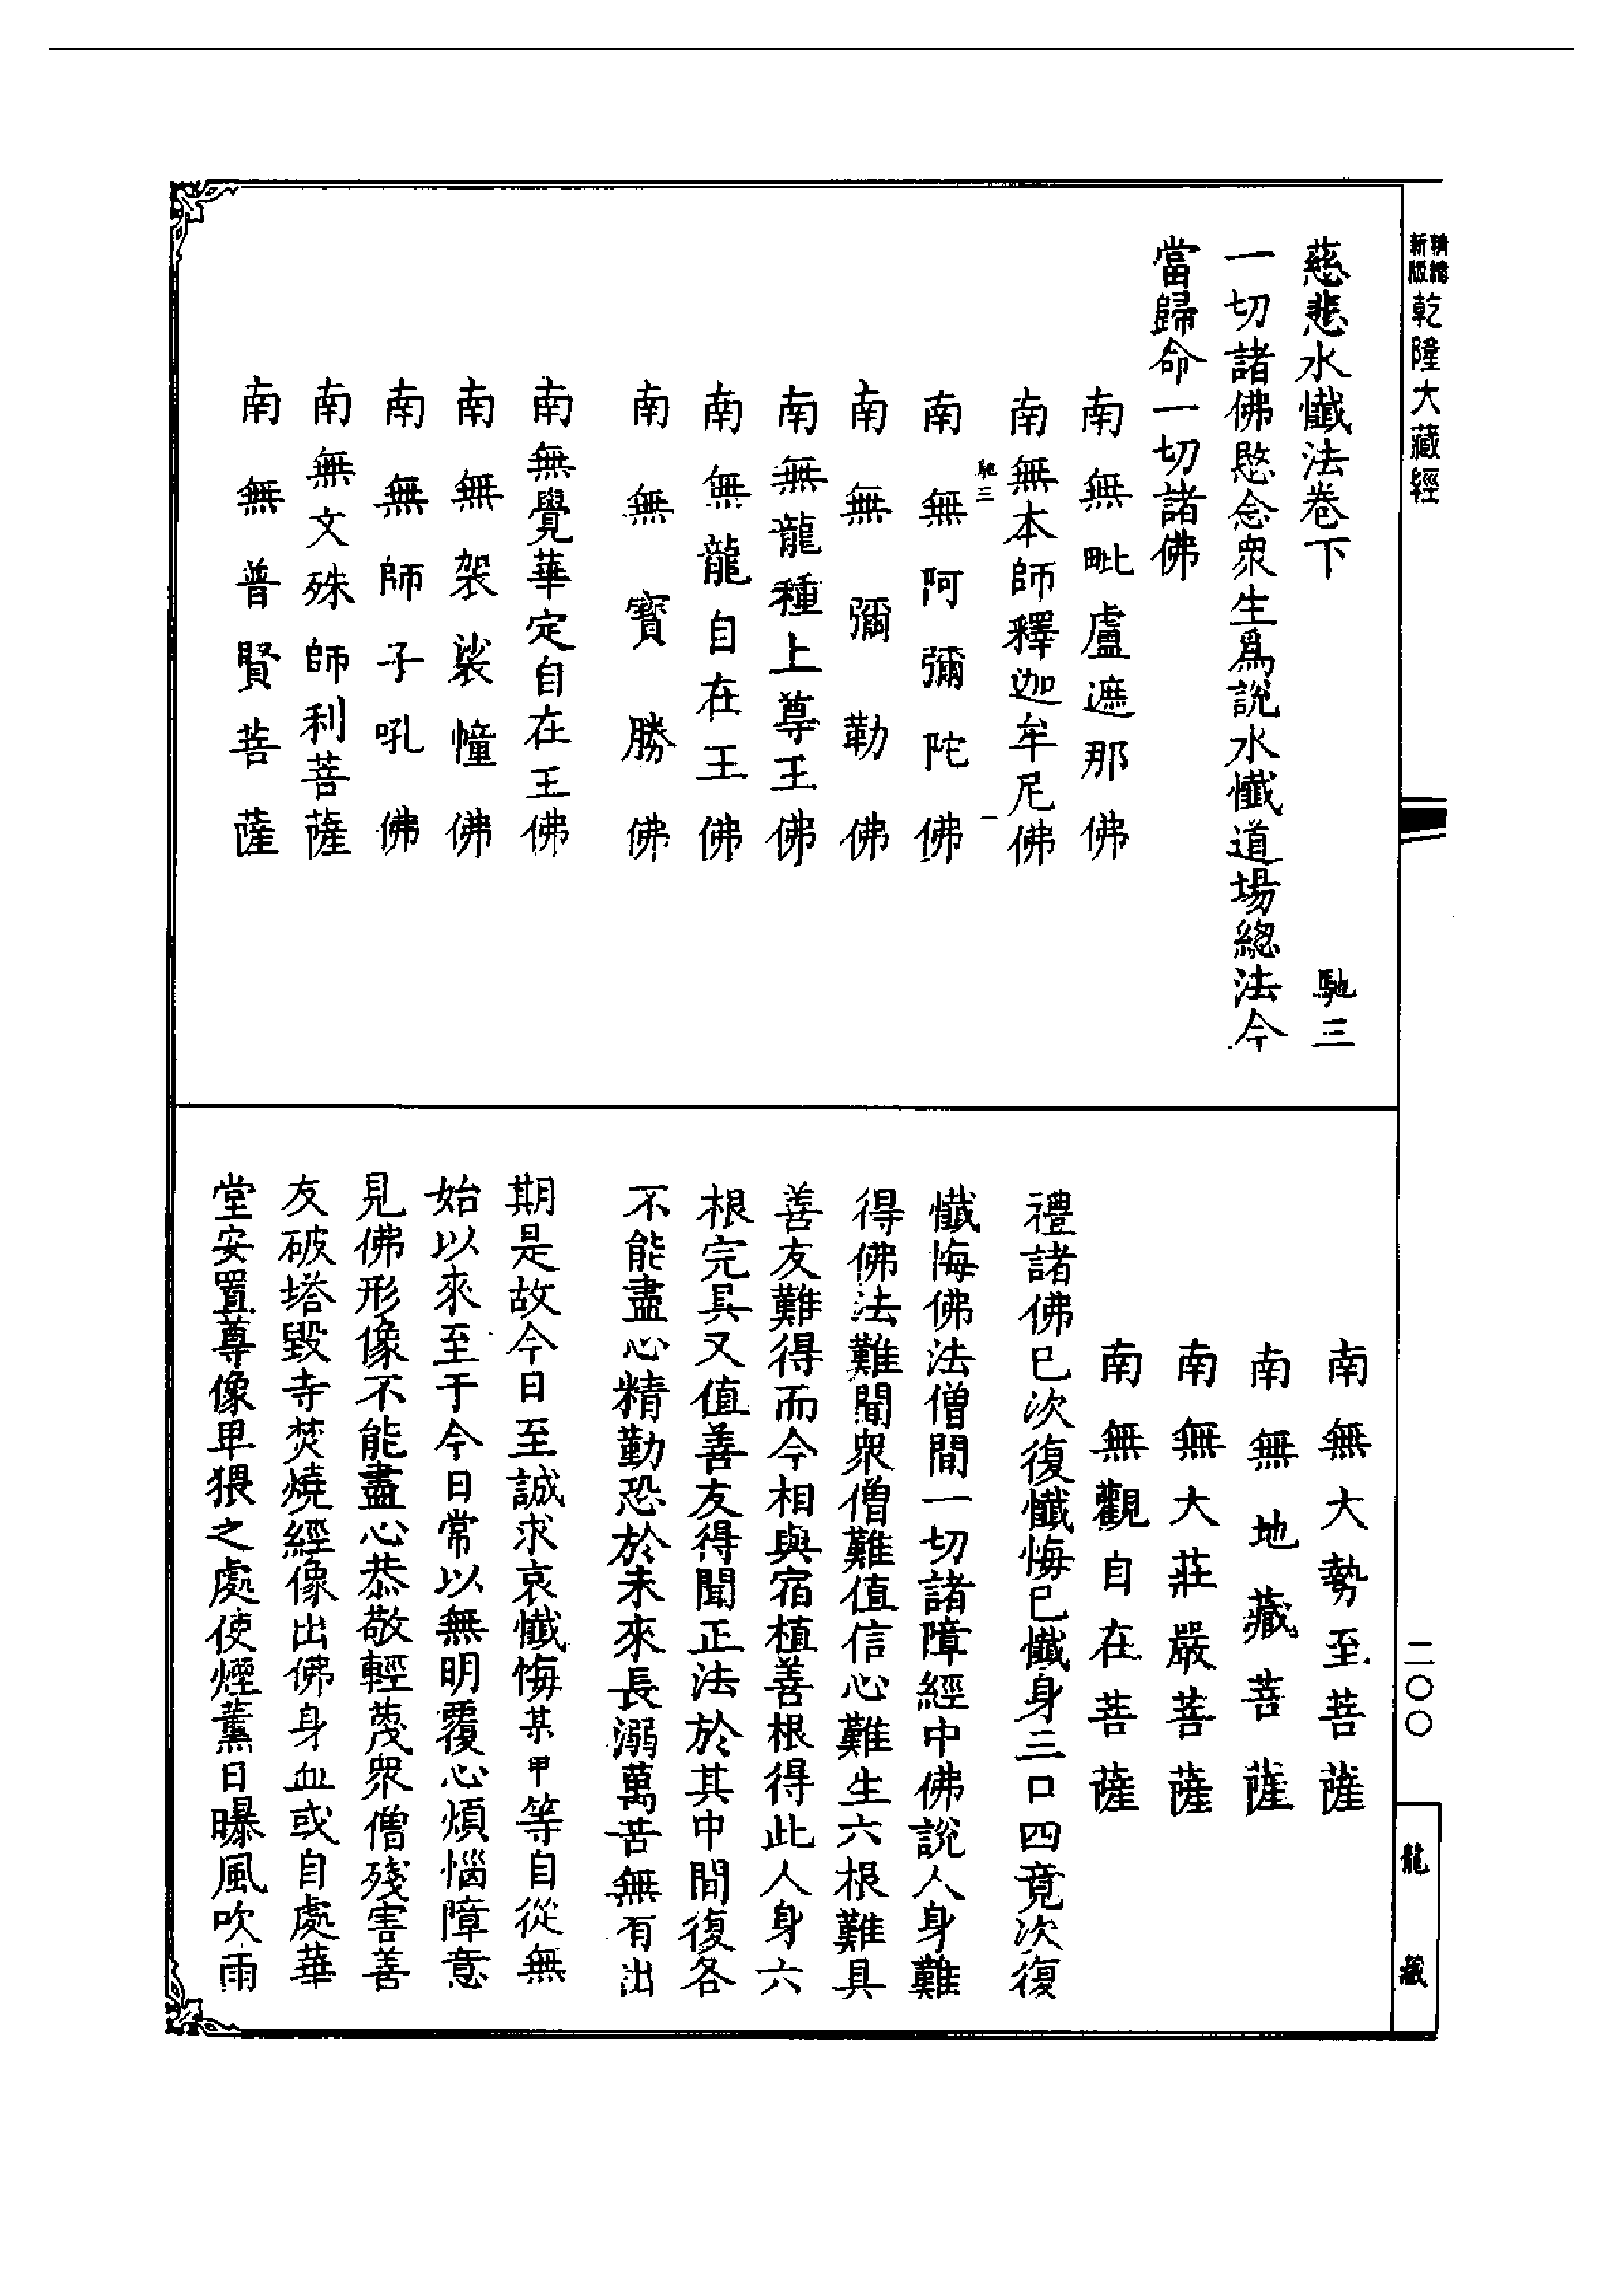 新版
精縮
乾隆大藏經
慈悲水懺法卷下 馳三
一切諸佛愍念衆生爲說水懺道場總法今
當歸命一切諸佛
南無毗盧遮那佛
南無本師釋迦牟尼佛
馳三 一
南無阿彌陀佛
南無彌勒佛
南無龍種上尊王佛
南無龍自在王佛
南無寶勝佛
南無覺華定自在王佛
南無袈裟幢佛
南無師子吼佛
南無文殊師利菩薩
南無普賢菩薩
南無大勢至菩薩
南無地藏菩薩
南無大莊嚴菩薩
南無觀自在菩薩
禮諸佛已次復懺悔已懺身三口四竟次復
懺悔佛法僧間一切諸障經中佛說人身難
得佛法難聞衆僧難值信心難生六根難具
善友難得而今相與宿植善根得此人身六
根完具又值善友得聞正法於其中間復各
不能盡心精勤恐於未來長溺萬苦無有出
期是故今日至誠求哀懺悔某甲等自從無
始以來至于今日常以無明覆心煩惱障意
見佛形像不能盡心恭敬輕蔑衆僧殘害善
友破塔毀寺焚燒經像出佛身血或自處華
堂安置尊像卑猥之處使煙薰日曝風吹雨
二〇〇
龍藏